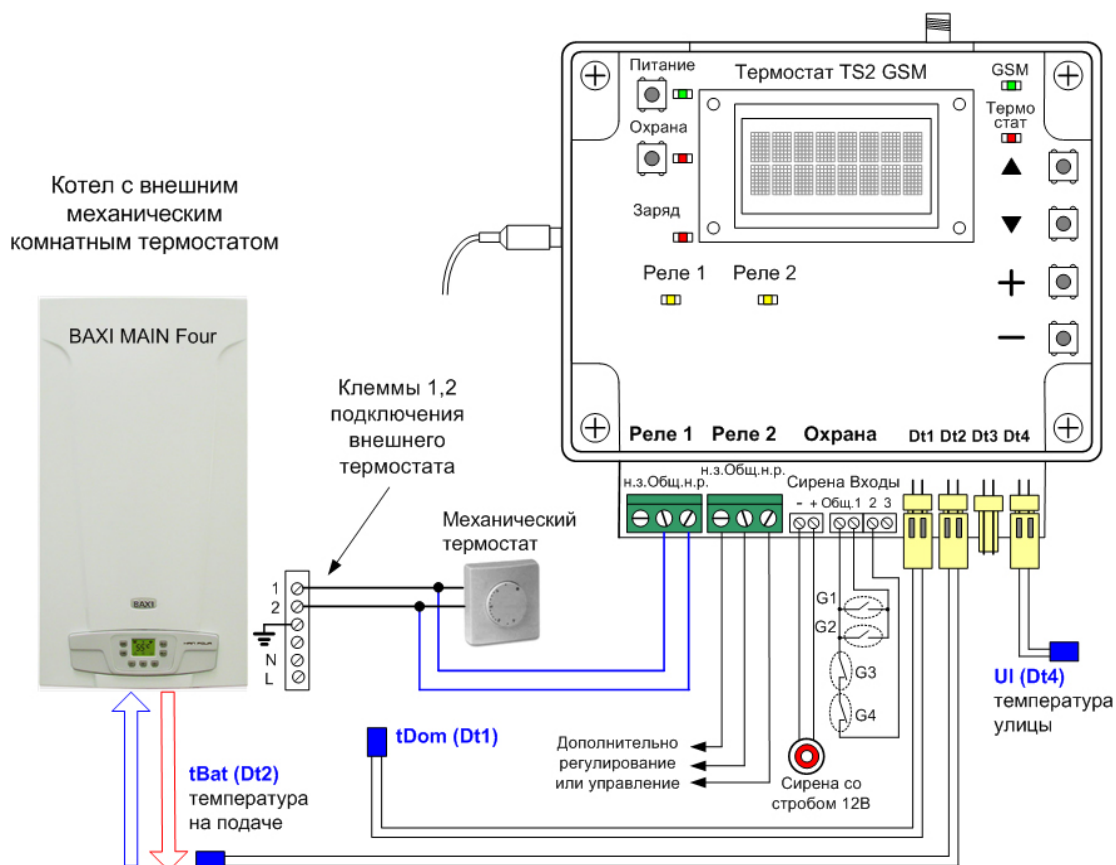 Питание
Термостат TS2 GSM
GSM
Охрана
Термо
стат
Заряд
Реле 1 Реле 2
Котел с внешним
механическим
комнатным термостатом
BAXI MAIN Four
Клеммы 1,2
подключения
внешнего
термостата
Реле 1 Реле 2 Охрана Dt1 Dt2 Dt3 Dt4
н.з.Общ.н.р.
н.з.Общ.н.р.
Сирена Входы
- + Общ.1 2 3
Механический
термостат
1
2
N
L
BAXI
G1
G2
G3
G4
UI (Dt4)
температура
улицы
tDom (Dt1)
Дополнительно
регулирование
или управление
Сирена со
стробом 12В
tBat (Dt2)
температура
на подаче